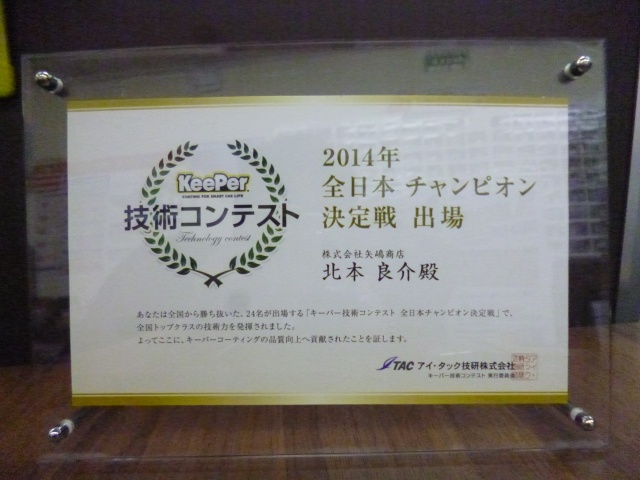 KeePer
COATING FOR SMART CAR LIFE
技術コンテスト
Technology contest
2014年
全日本 チャンピオン
決定戦 出場
株式会社矢嶋商店
北本 良介殿
あなたは全国から勝ち抜いた、24名が出場する「キーパー技術コンテスト 全日本チャンピオン決定戦」で、
全国トップクラスの技術力を発揮されました。
よってここに、キーパーコーティングの品質向上へ貢献されたことを証します。
TAC アイ・タック技研株式会社
キーパー技術コンテスト 実行委員会